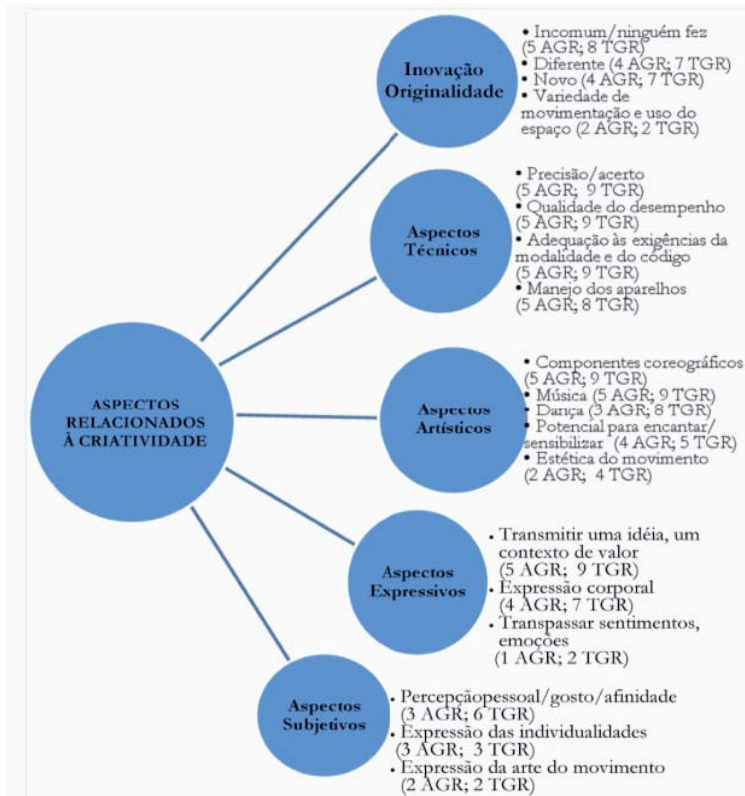 ASPECTOS
RELACIONADOS
À CRIATIVIDADE
Inovação
Originalidade
• Incomum/ninguém fez
(5 AGR; 8 TGR)
• Diferente (4 AGR; 7 TGR)
• Novo (4 AGR; 7 TGR)
• Variedade de
movimentação e uso do
espaço (2 AGR; 2 TGR)
Aspectos
Técnicos
• Precisão/acerto
(5 AGR; 9 TGR)
• Qualidade do desempenho
(5 AGR; 9 TGR)
• Adequação às exigências da
modalidade e do código
(5 AGR; 9 TGR)
• Manejo dos aparelhos
(5 AGR; 8 TGR)
Aspectos
Artísticos
• Componentes coreográficos
(5 AGR; 9 TGR)
• Música (5 AGR; 9 TGR)
• Dança (3 AGR; 8 TGR)
• Potencial para encantar/
sensibilizar (4 AGR; 5 TGR)
• Estética do movimento
(2 AGR; 4 TGR)
Aspectos
Expressivos
• Transmitir uma idéia, um
contexto de valor
(5 AGR; 9 TGR)
• Expressão corporal
(4 AGR; 7 TGR)
• Transpassar sentimentos,
emoções
(1 AGR; 2 TGR)
Aspectos
Subjetivos
• Percepçãopessoal/gosto/afinidade
(3 AGR; 6 TGR)
• Expressão das individualidades
(3 AGR; 3 TGR)
• Expressão da arte do movimento
(2 AGR; 2 TGR)